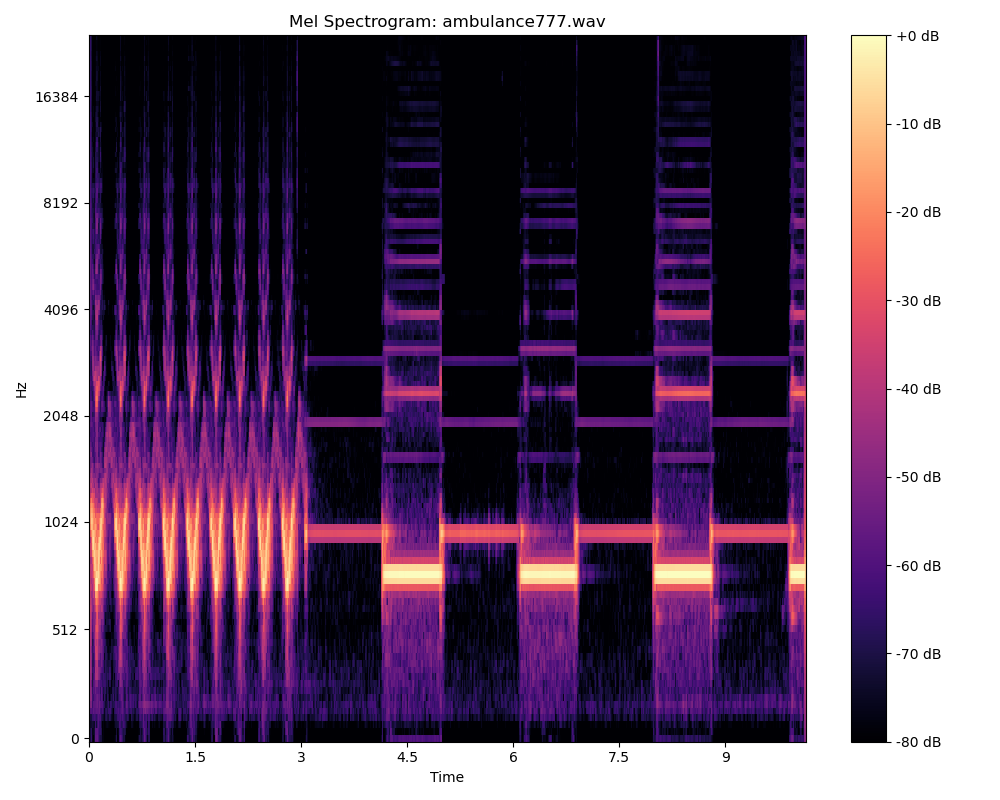 Mel Spectrogram: ambulance777.wav
+0 dB
16384
-10 dB
-20 dB
8192
-30 dB
4096
Hz
-40 dB
2048
-50 dB
1024
-60 dB
512
-70 dB
0
-80 dB
0 1.5 3 4.5 6 7.5 9
Time